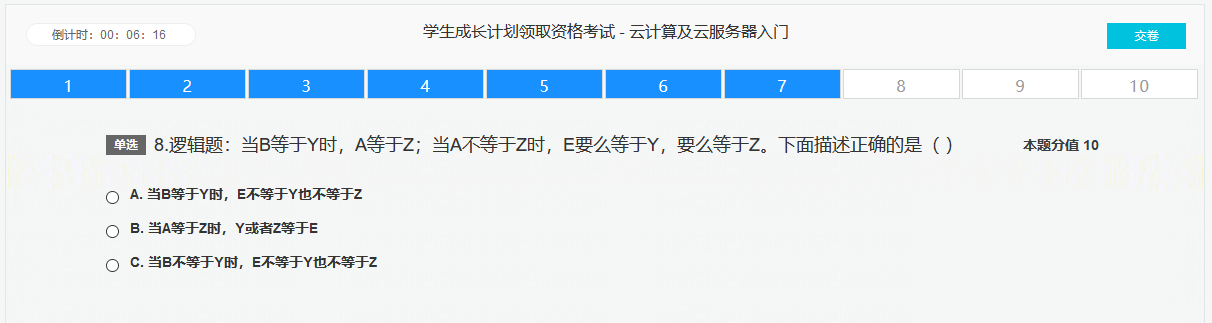 倒计时：00：06：16
学生成长计划领取资格考试 - 云计算及云服务器入门
交卷
1 2 3 4 5 6 7 8 9 10
单选 8.逻辑题：当B等于Y时，A等于Z；当A不等于Z时，E要么等于Y，要么等于Z。下面描述正确的是（ ） 本题分值 10
A. 当B等于Y时，E不等于Y也不等于Z
B. 当A等于Z时，Y或者Z等于E
C. 当B不等于Y时，E不等于Y也不等于Z